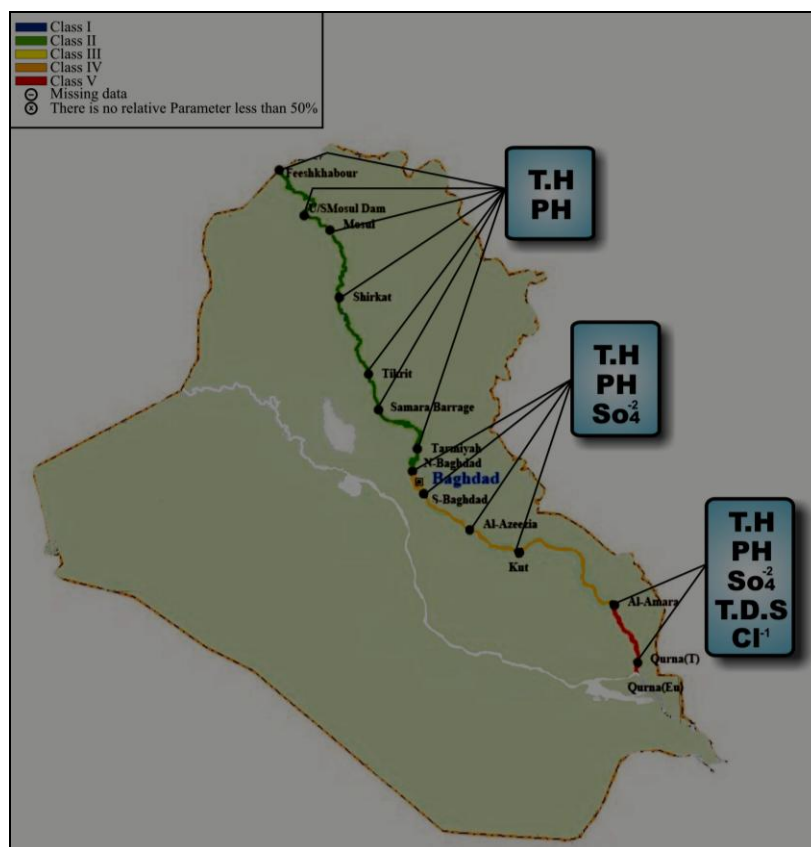 Class I
Class II
Class III
Class IV
Class V
Missing data
There is no relative Parameter less than 50%
Feeshkhabour
T.H
PH
Mosul
Shirkat
T.H
PH
So₄⁻²
Tikrit
Samara Barrage
Tarmiyah
N-Baghdad
Baghdad
S-Baghdad
Al-Azeezia
Kut
T.H
PH
So₄⁻²
T.D.S
Cl⁻¹
Al-Amara
Qurna(T)
Qurna(Eu)